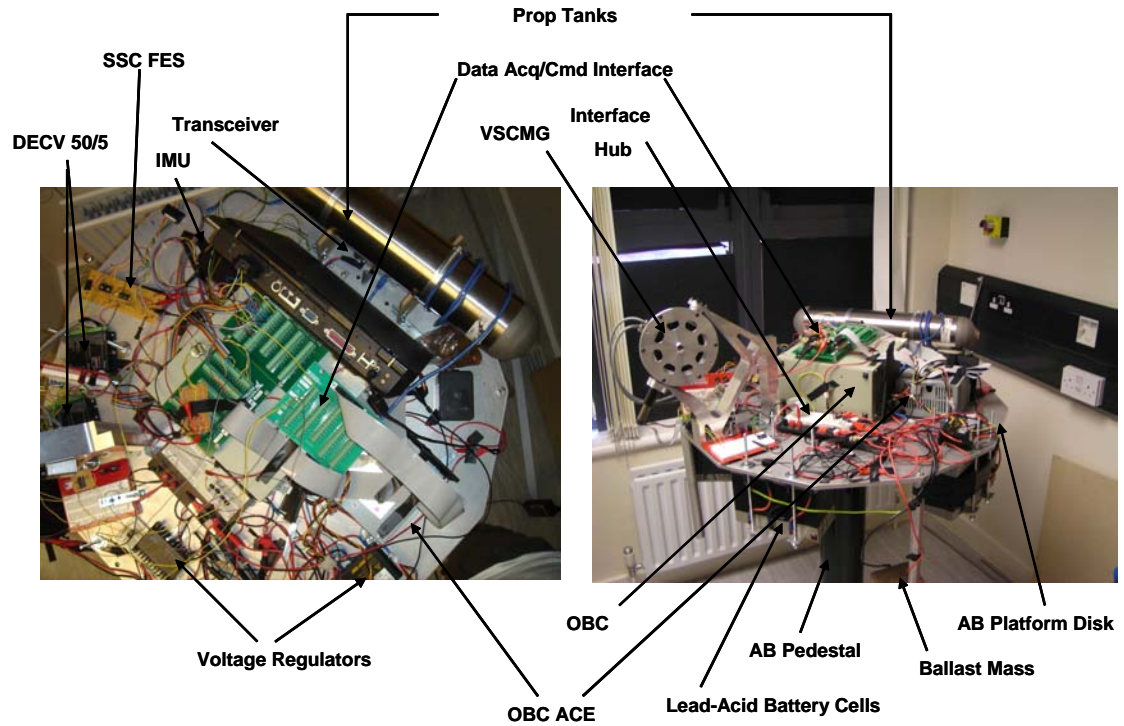 Prop Tanks
SSC FES
Data Acq/Cmd Interface
Transceiver
Interface
Hub
VSCMG
DECV 50/5
IMU
OBC
AB Platform Disk
AB Pedestal
Voltage Regulators
Ballast Mass
Lead-Acid Battery Cells
OBC ACE